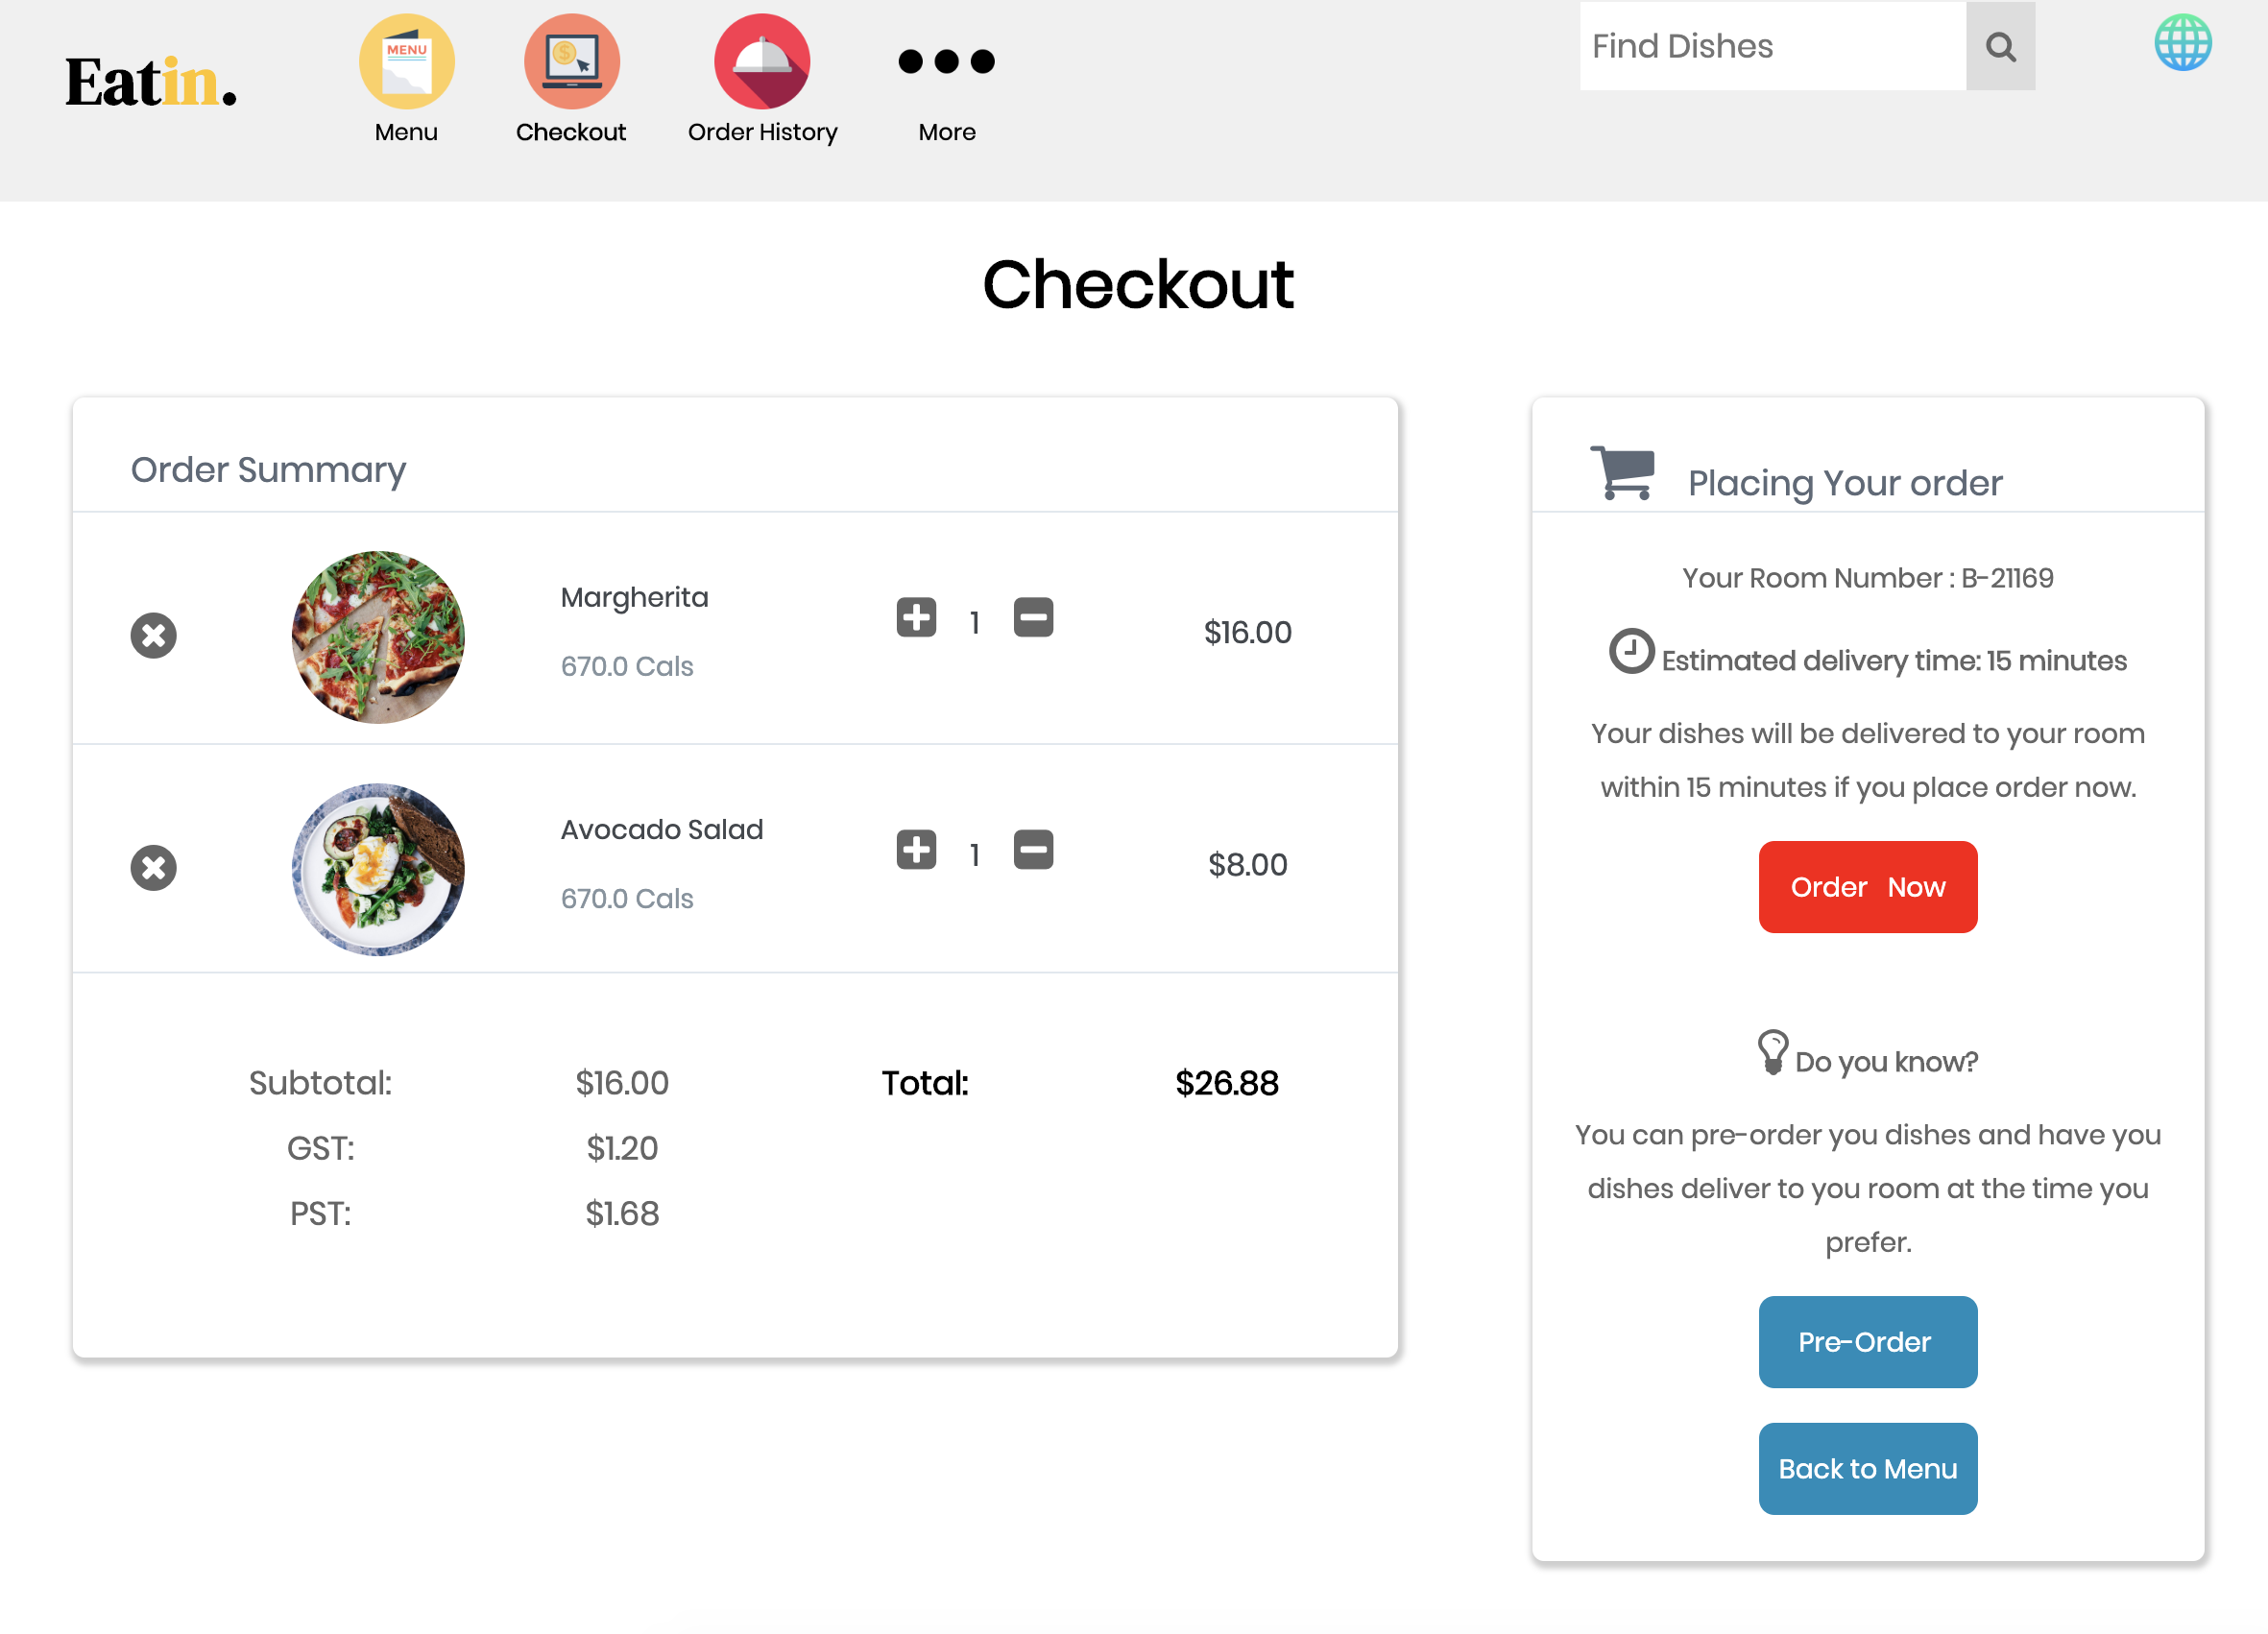 Eatin.
MENU
Menu
Checkout
Order History
More
Find Dishes
Checkout
Order Summary
Margherita
670.0 Cals
1
$16.00
Avocado Salad
670.0 Cals
1
$8.00
Subtotal:
$16.00
Total:
$26.88
GST:
$1.20
PST:
$1.68
Placing Your order
Your Room Number : B-21169
Estimated delivery time: 15 minutes
Your dishes will be delivered to your room
within 15 minutes if you place order now.
Order Now
Do you know?
You can pre-order you dishes and have you
dishes deliver to you room at the time you
prefer.
Pre-Order
Back to Menu